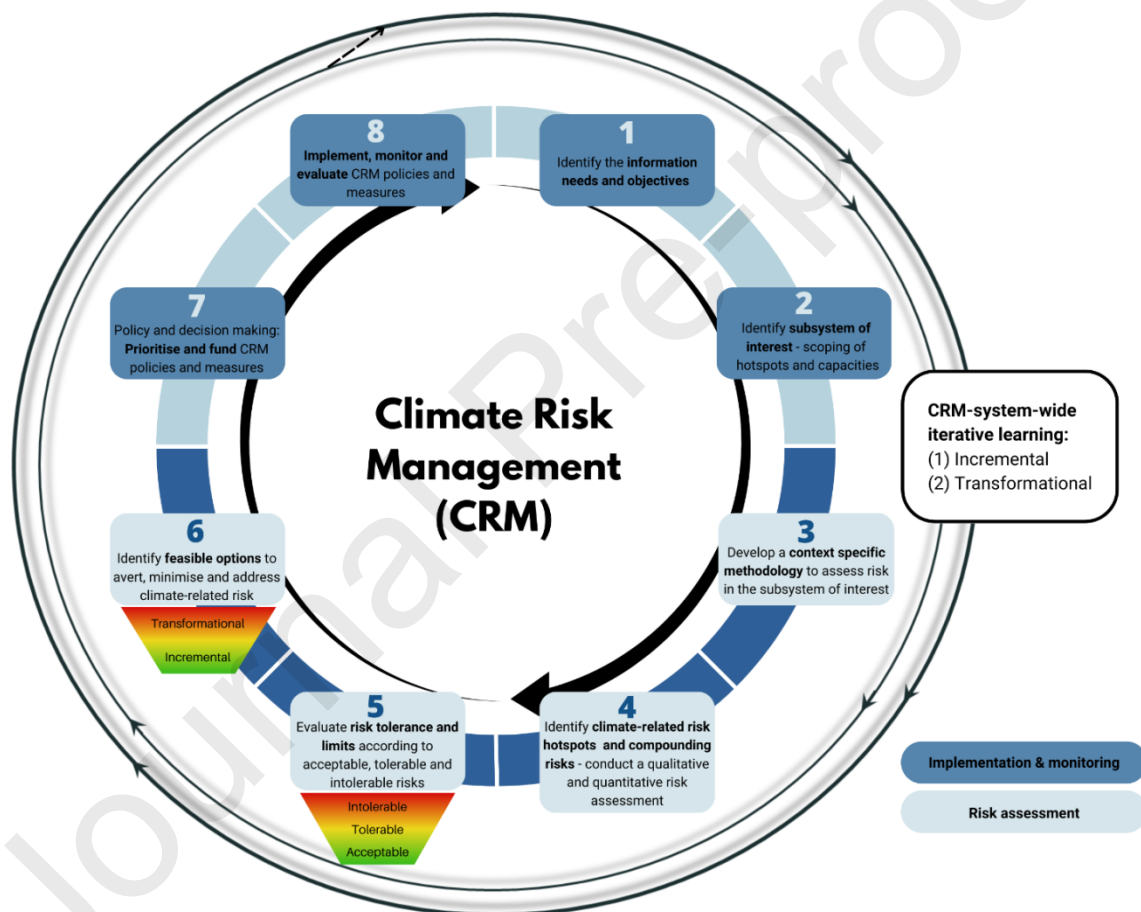 8
Implement, monitor and
evaluate CRM policies and
measures
1
Identify the information
needs and objectives
7
Policy and decision making:
Prioritise and fund CRM
policies and measures
2
Identify subsystem of
interest - scoping of
hotspots and capacities
Climate Risk
Management
(CRM)
CRM-system-wide
iterative learning:
(1) Incremental
(2) Transformational
6
Identify feasible options to
avert, minimise and address
climate-related risk
Transformational
Incremental
3
Develop a context specific
methodology to assess risk
in the subsystem of interest
5
Evaluate risk tolerance and
limits according to
acceptable, tolerable and
intolerable risks
Intolerable
Tolerable
Acceptable
4
Identify climate-related risk
hotspots and compounding
risks - conduct a qualitative
and quantitative risk
assessment
Implementation & monitoring
Risk assessment
Journal Pre-proo